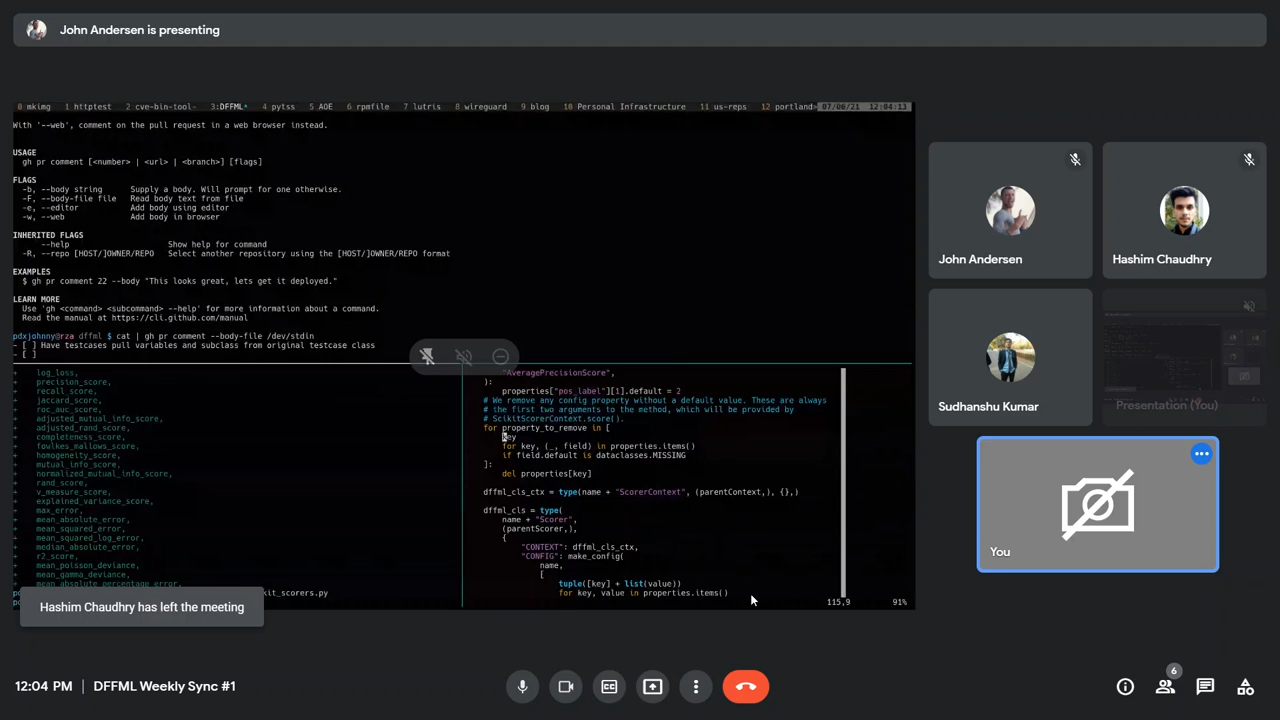 John Andersen is presenting
0 mkimg 1 httptest 2 cve-bin-tool- 3:DFFML* 4 pytss 5 AOE 6 rpmfile 7 lutris 8 wireguard 9 blog 10 Personal Infrastructure 11 us-reps 12 portland> 07/06/21 12:04:13
With '--web', comment on the pull request in a web browser instead.
USAGE
gh pr comment [<number> | <url> | <branch>] [flags]
FLAGS
-b, --body string Supply a body. Will prompt for one otherwise.
-F, --body-file file Read body text from file
-e, --editor Add body using editor
-w, --web Add body in browser
INHERITED FLAGS
--help Show help for command
-R, --repo [HOST/]OWNER/REPO Select another repository using the [HOST/]OWNER/REPO format
EXAMPLES
$ gh pr comment 22 --body "This looks great, lets get it deployed."
LEARN MORE
Use 'gh <command> <subcommand> --help' for more information about a command.
Read the manual at https://cli.github.com/manual
pdxjohnny@rza dffml $ cat | gh pr comment --body-file /dev/stdin
- [ ] Have testcases pull variables and subclass from original testcase class
- [ ]
+ log_loss,
+ precision_score,
+ recall_score,
+ jaccard_score,
+ roc_auc_score,
+ adjusted_mutual_info_score,
+ adjusted_rand_score,
+ completeness_score,
+ fowlkes_mallows_score,
+ homogeneity_score,
+ mutual_info_score,
+ normalized_mutual_info_score,
+ rand_score,
+ v_measure_score,
+ explained_variance_score,
+ max_error,
+ mean_absolute_error,
+ mean_squared_error,
+ mean_squared_log_error,
+ median_absolute_error,
+ r2_score,
+ mean_poisson_deviance,
+ mean_gamma_deviance,
+ mean_absolute_percentage_error,
kit_scorers.py
"AveragePrecisionScore",
):
properties["pos_label"][1].default = 2
# We remove any config property without a default value. These are always
# the first two arguments to the method, which will be provided by
# ScikitScorerContext.score().
for property_to_remove in [
key
for key, (_, field) in properties.items()
if field.default is dataclasses.MISSING
]:
del properties[key]
dffml_cls_ctx = type(name + "ScorerContext", (parentContext,), {},)
dffml_cls = type(
name + "Scorer",
(parentScorer,),
{
"CONTEXT": dffml_cls_ctx,
"CONFIG": make_config(
name,
[
tuple([key] + list(value))
for key, value in properties.items()
115,9 91%
John Andersen
Hashim Chaudhry
Sudhanshu Kumar
Presentation (You)
You
Hashim Chaudhry has left the meeting
12:04 PM | DFFML Weekly Sync #1
6